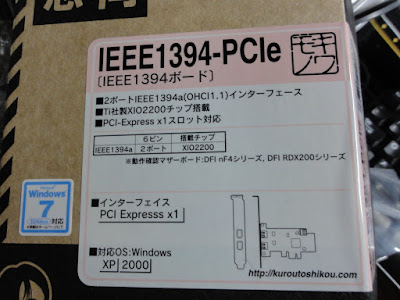 IEEE1394-PCIe
モキノワ
[IEEE1394ボード]
■2ポートIEEE1394a(OHCI1.1)インターフェース
■Ti社製XIO2200チップ搭載
■PCI-Express x1スロット対応
6ピン 搭載チップ
IEEE1394a 2ポート XIO2200
※動作確認マザーボード:DFI nF4シリーズ, DFI RDX200シリーズ
■インターフェイス
PCI Expresss x1
■対応OS:Windows
XP 2000
http://kuroutoshikou.com/
Windows
7
対応